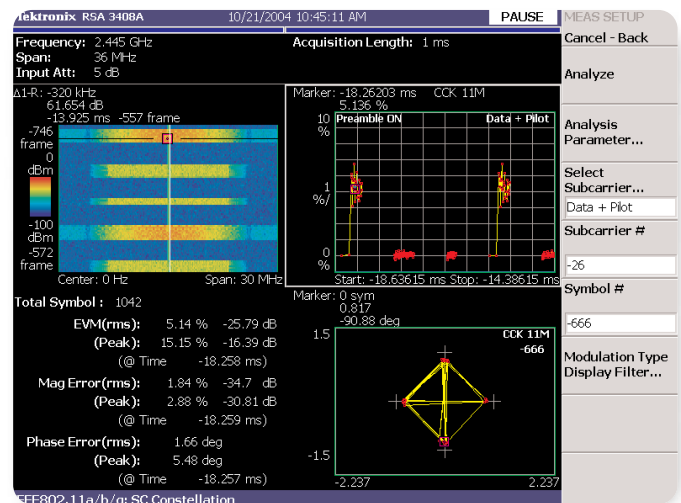 Tektronix RSA 3408A 10/21/2004 10:45:11 AM PAUSE MEAS SETUP
Cancel - Back
Frequency: 2.445 GHz Acquisition Length: 1 ms
Span: 36 MHz
Input Att: 5 dB
Analyze
Δ1-R: -320 kHz
61.654 dB
-13.925 ms -557 frame
Marker: -18.26203 ms CCK 11M
5.136 %
-746
frame
0
dBm
-100
dBm
-572
frame
Center: 0 Hz Span: 30 MHz
10
%
Preamble ON Data + Pilot
1
%/
0
%
Start: -18.63615 ms Stop: -14.38615 ms
Analysis
Parameter...
Select
Subcarrier...
Data + Pilot
Subcarrier #
-26
Symbol #
-666
Modulation Type
Display Filter...
Total Symbol : 1042
EVM(rms): 5.14 % -25.79 dB
(Peak): 15.15 % -16.39 dB
(@ Time -18.258 ms)
Mag Error(rms): 1.84 % -34.7 dB
(Peak): 2.88 % -30.81 dB
(@ Time -18.259 ms)
Phase Error(rms): 1.66 deg
(Peak): 5.48 deg
(@ Time -18.257 ms)
Marker: 0 sym
0.817
-90.88 deg
1.5
CCK 11M
-666
-1.5
-2.237 2.237
IEEE802.11a/b/g: SC Constellation